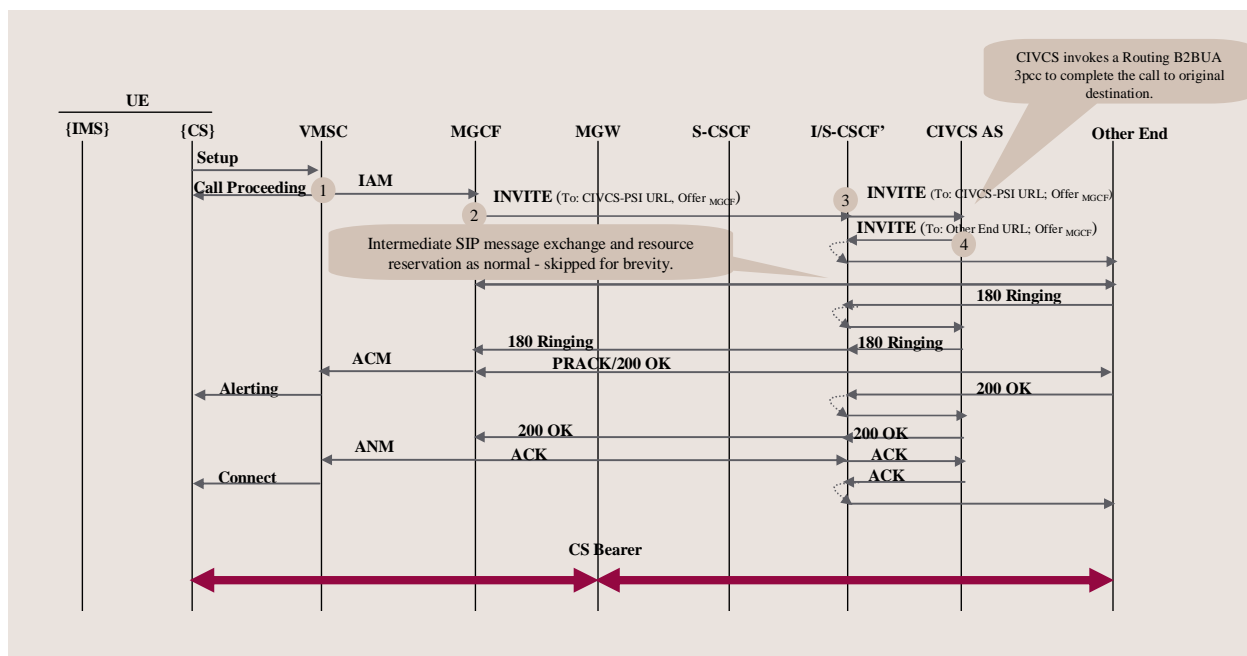 CIVCS invokes a Routing B2BUA
3pcc to complete the call to original
destination.
UE
{IMS}
{CS}
VMSC
MGCF
MGW
S-CSCF
I/S-CSCF’
CIVCS AS
Other End
Setup
Call Proceeding
1
IAM
INVITE (To: CIVCS-PSI URL, Offer MGCF)
2
3
INVITE (To: CIVCS-PSI URL; Offer MGCF)
INVITE (To: Other End URL; Offer MGCF)
4
Intermediate SIP message exchange and resource
reservation as normal - skipped for brevity.
180 Ringing
180 Ringing
180 Ringing
ACM
PRACK/200 OK
Alerting
200 OK
200 OK
200 OK
ANM
ACK
ACK
Connect
ACK
CS Bearer